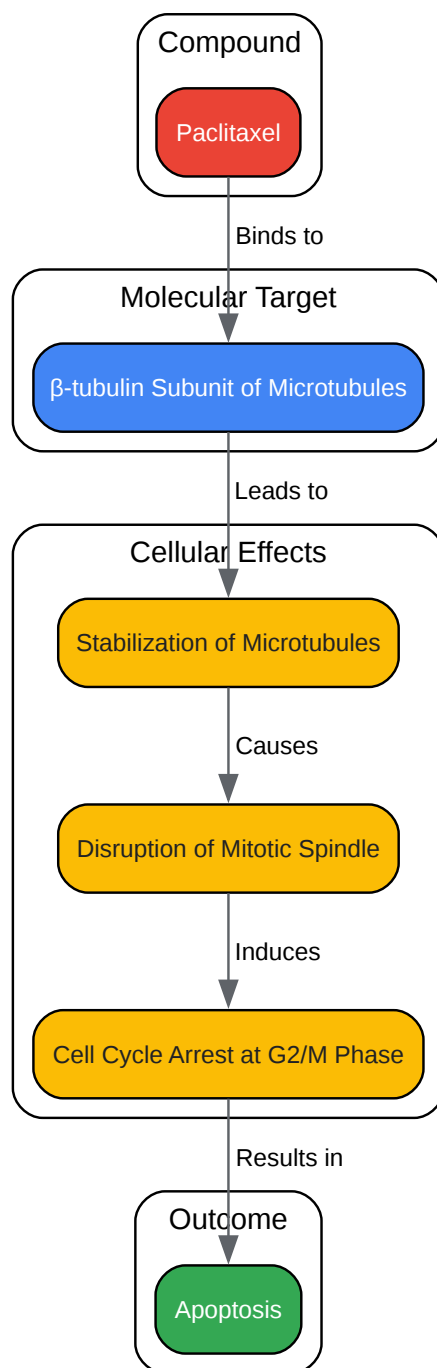 Compound
Paclitaxel
Binds to
Molecular Target
β-tubulin Subunit of Microtubules
Leads to
Cellular Effects
Stabilization of Microtubules
Causes
Disruption of Mitotic Spindle
Induces
Cell Cycle Arrest at G2/M Phase
Results in
Outcome
Apoptosis